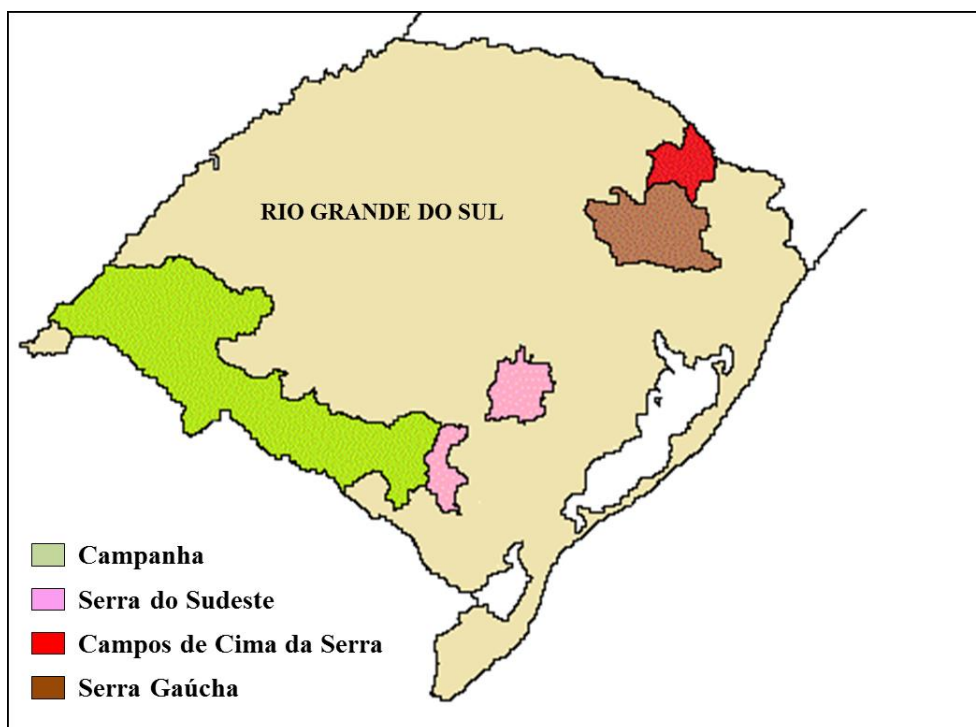 RIO GRANDE DO SUL
Campanha
Serra do Sudeste
Campos de Cima da Serra
Serra Gaúcha